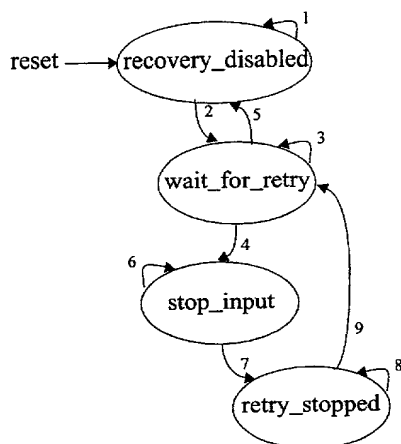 1
reset recovery_disabled
2 5
3
wait_for_retry
4
6
stop_input
7 9
8
retry_stopped